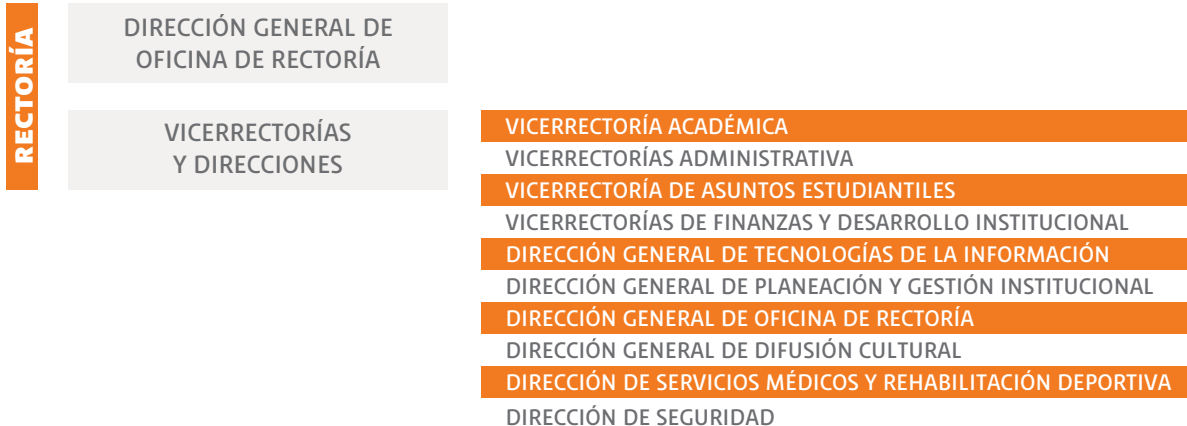 RECTORÍA
DIRECCIÓN GENERAL DE
OFICINA DE RECTORÍA
VICERRECTORÍAS
Y DIRECCIONES
VICERRECTORÍA ACADÉMICA
VICERRECTORÍAS ADMINISTRATIVA
VICERRECTORÍA DE ASUNTOS ESTUDIANTILES
VICERRECTORÍAS DE FINANZAS Y DESARROLLO INSTITUCIONAL
DIRECCIÓN GENERAL DE TECNOLOGÍAS DE LA INFORMACIÓN
DIRECCIÓN GENERAL DE PLANEACIÓN Y GESTIÓN INSTITUCIONAL
DIRECCIÓN GENERAL DE OFICINA DE RECTORÍA
DIRECCIÓN GENERAL DE DIFUSIÓN CULTURAL
DIRECCIÓN DE SERVICIOS MÉDICOS Y REHABILITACIÓN DEPORTIVA
DIRECCIÓN DE SEGURIDAD